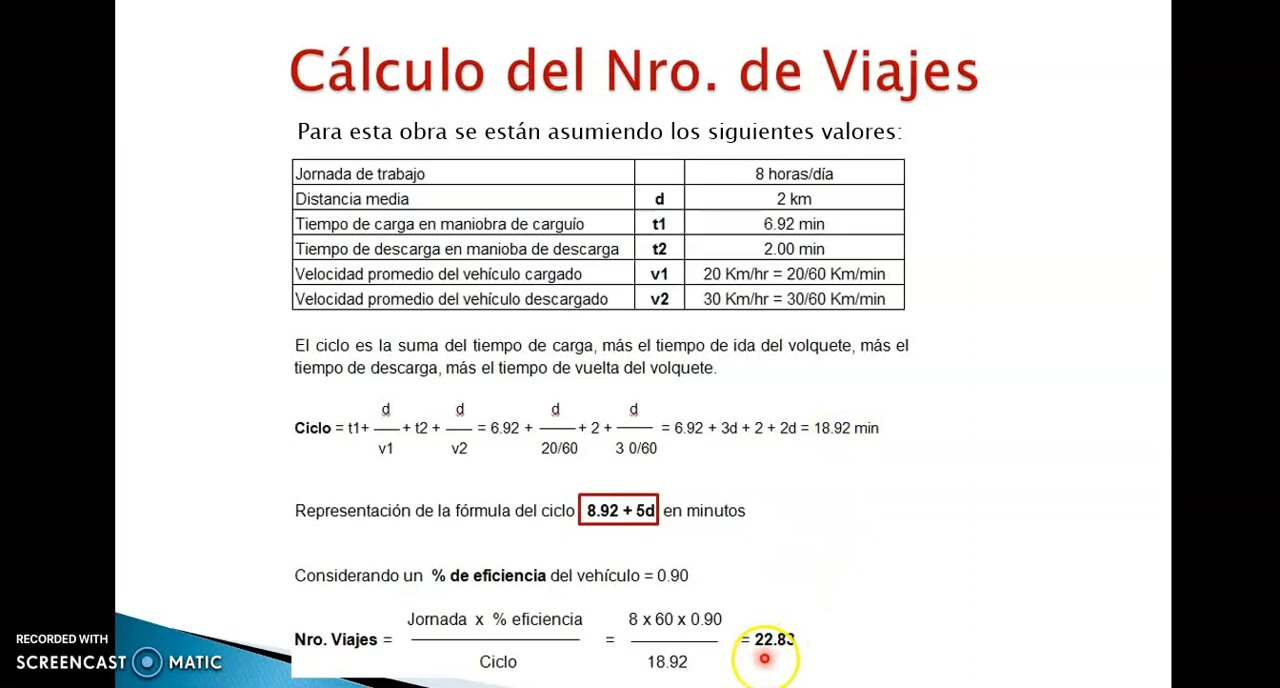 Cálculo del Nro. de Viajes
Para esta obra se están asumiendo los siguientes valores:
Jornada de trabajo 8 horas/día
Distancia media d 2 km
Tiempo de carga en maniobra de carguío t1 6.92 min
Tiempo de descarga en manioba de descarga t2 2.00 min
Velocidad promedio del vehículo cargado v1 20 Km/hr = 20/60 Km/min
Velocidad promedio del vehículo descargado v2 30 Km/hr = 30/60 Km/min
El ciclo es la suma del tiempo de carga, más el tiempo de ida del volquete, más el
tiempo de descarga, más el tiempo de vuelta del volquete.
d d d d
Ciclo = t1+ + t2 + = 6.92 + + 2 + = 6.92 + 3d + 2 + 2d = 18.92 min
v1 v2 20/60 3 0/60
Representación de la fórmula del ciclo 8.92 + 5d en minutos
Considerando un % de eficiencia del vehículo = 0.90
Jornada x % eficiencia 8 x 60 x 0.90
Nro. Viajes = = = 22.83
Ciclo 18.92
RECORDED WITH
SCREENCAST MATIC